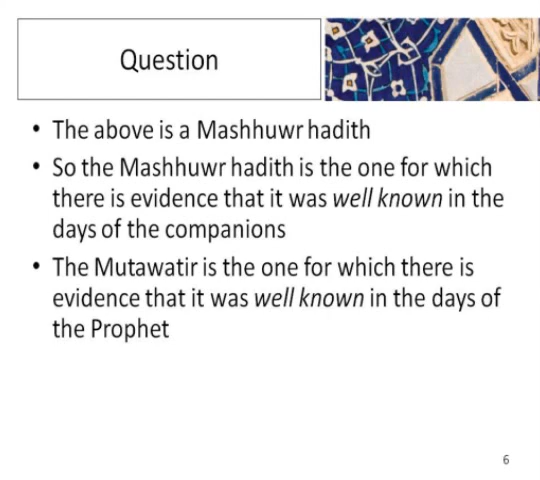 Question
• The above is a Mashhuwr hadith
• So the Mashhuwr hadith is the one for which
there is evidence that it was well known in the
days of the companions
• The Mutawatir is the one for which there is
evidence that it was well known in the days of
the Prophet
6